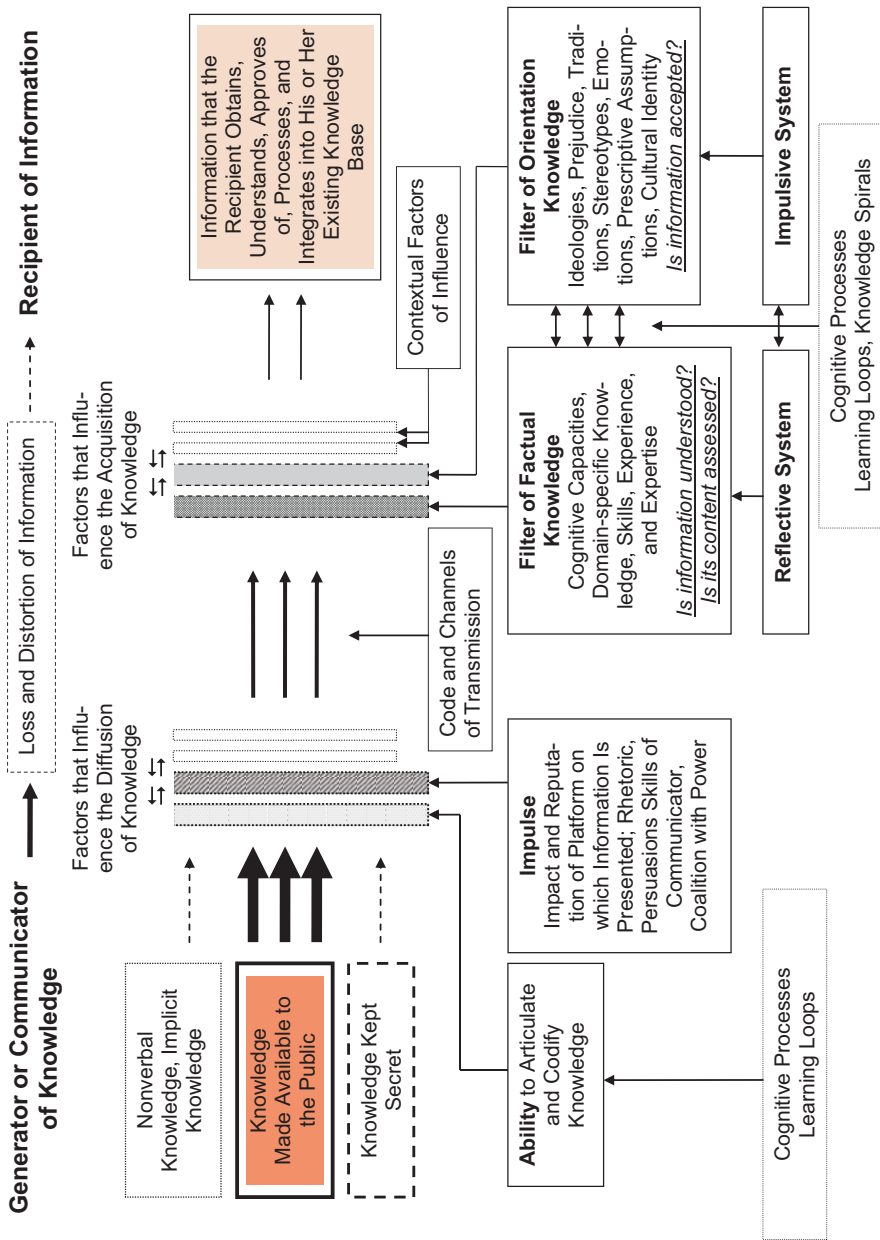 Generator or Communicator
of Knowledge
Loss and Distortion of Information
Recipient of Information
Factors that Influ-
ence the Diffusion
of Knowledge
Factors that Influ-
ence the Acquisition
of Knowledge
Nonverbal
Knowledge, Implicit
Knowledge
Knowledge
Made Available to
the Public
Knowledge Kept
Secret
Information that the
Recipient Obtains,
Understands, Approves
of, Processes, and
Integrates into His or Her
Existing Knowledge
Base
Code and Channels
of Transmission
Contextual Factors
of Influence
Ability to Articulate
and Codify
Knowledge
Impulse
Impact and Reputa-
tion of Platform on
which Information Is
Presented; Rhetoric,
Persuasions Skills of
Communicator,
Coalition with Power
Filter of Factual
Knowledge
Cognitive Capacities,
Domain-specific Know-
ledge, Skills, Experience,
and Expertise
Is information understood?
Is its content assessed?
Filter of Orientation
Knowledge
Ideologies, Prejudice, Tradi-
tions, Stereotypes, Emo-
tions, Prescriptive Assump-
tions, Cultural Identity
Is information accepted?
Reflective System
Impulsive System
Cognitive Processes
Learning Loops
Cognitive Processes
Learning Loops, Knowledge Spirals